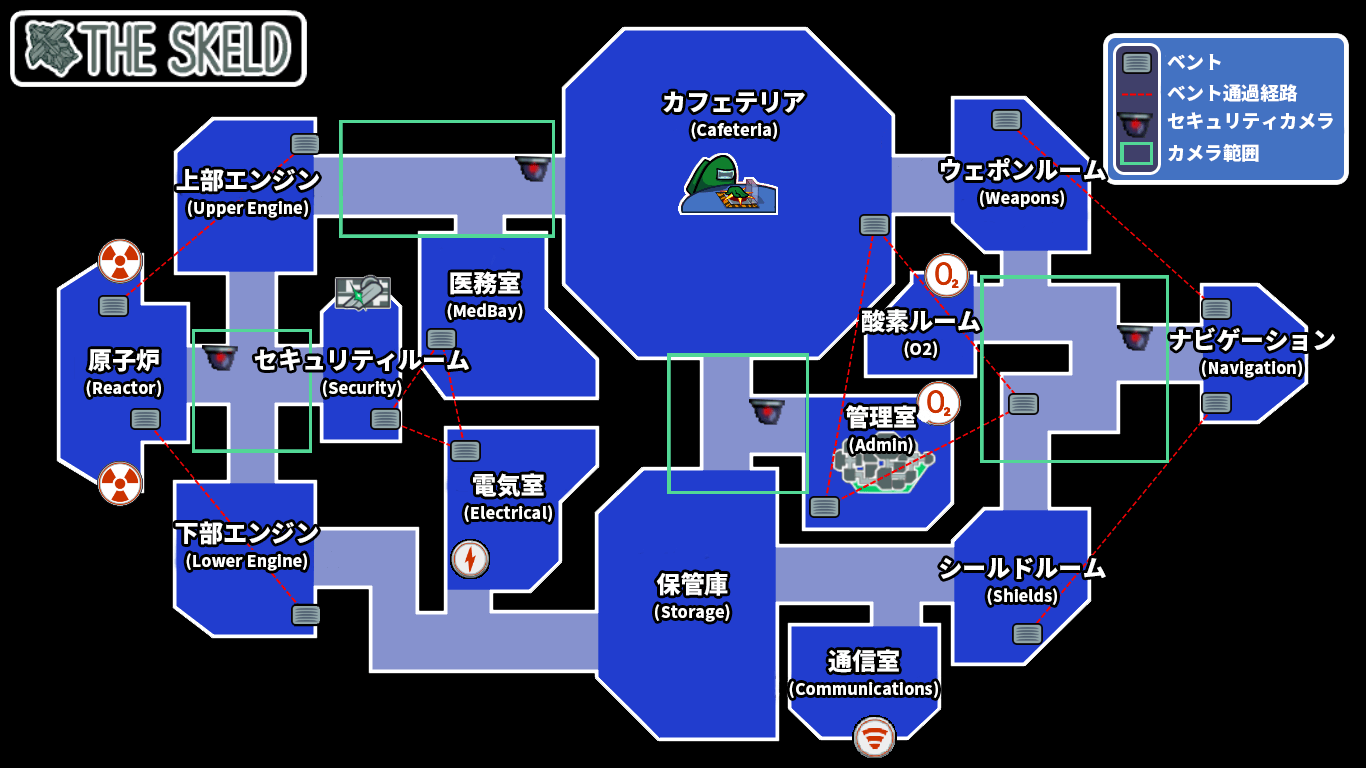 THE SKELD
ベント
ベント通過経路
セキュリティカメラ
カメラ範囲
カフェテリア
(Cafeteria)
上部エンジン
(Upper Engine)
ウェポンルーム
(Weapons)
医務室
(MedBay)
O2
酸素ルーム
(O2)
原子炉
(Reactor)
セキュリティルーム
(Security)
ナビゲーション
(Navigation)
O2
管理室
(Admin)
電気室
(Electrical)
下部エンジン
(Lower Engine)
保管庫
(Storage)
シールドルーム
(Shields)
通信室
(Communications)